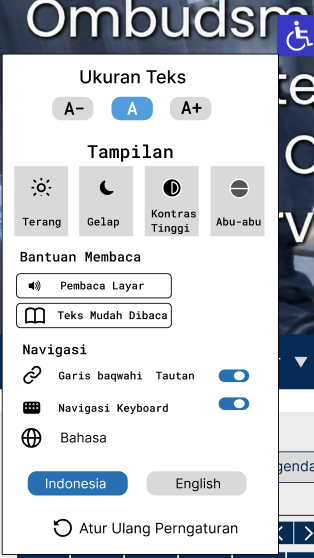 Ombudsm
Ukuran Teks
A- A A+
Tampilan
Terang Gelap Kontras Tinggi Abu-abu
Bantuan Membaca
Pembaca Layar
Teks Mudah Dibaca
Navigasi
Garis baqwahi Tautan
Navigasi Keyboard
Bahasa
Indonesia English
Atur Ulang Perngaturan